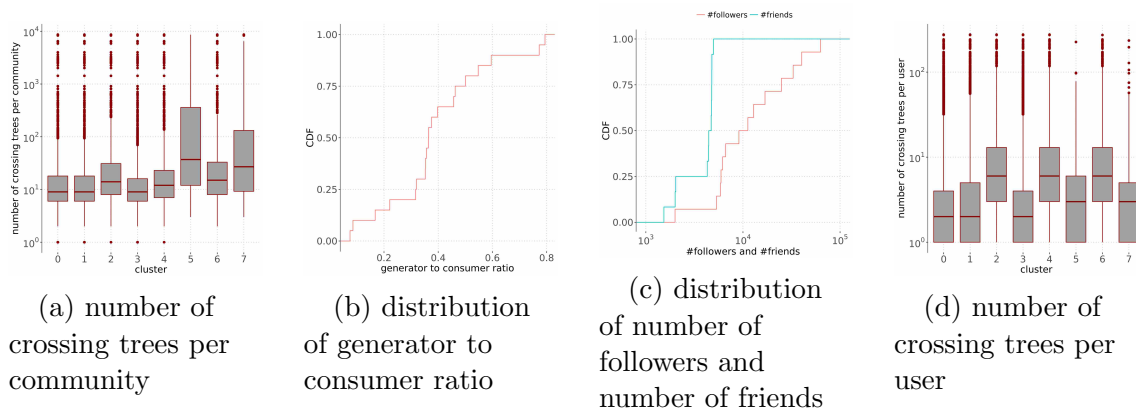 number of crossing trees per community
10⁴
10³
10²
10¹
10⁰
0 1 2 3 4 5 6 7
cluster
(a) number of
crossing trees per
community
CDF
1.00
0.75
0.50
0.25
0.00
0.2 0.4 0.6 0.8
generator to consumer ratio
(b) distribution
of generator to
consumer ratio
#followers #friends
CDF
1.00
0.75
0.50
0.25
0.00
10³ 10⁴ 10⁵
#followers and #friends
(c) distribution
of number of
followers and
number of friends
number of crossing trees per user
10²
10¹
10⁰
0 1 2 3 4 5 6 7
cluster
(d) number of
crossing trees per
user